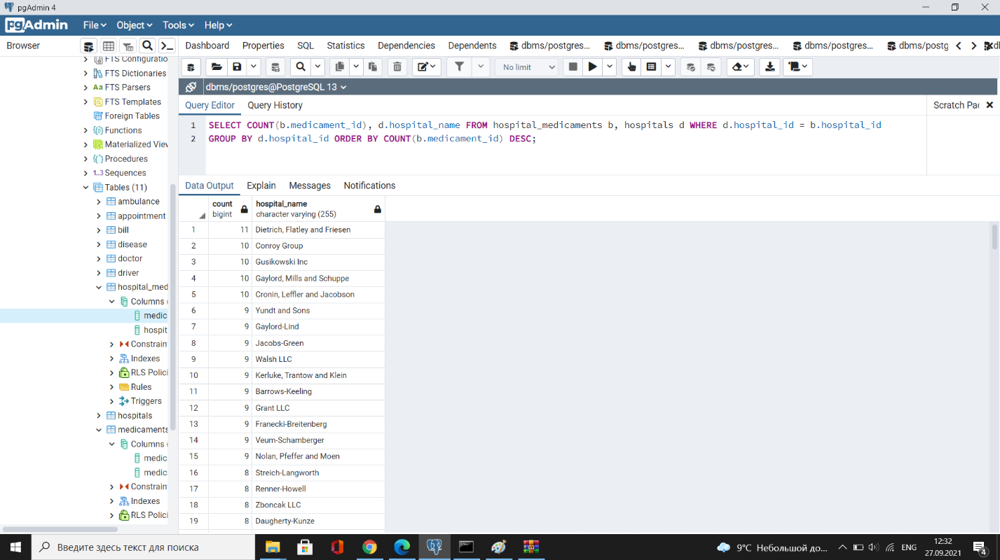 pgAdmin 4
pgAdmin
File
Object
Tools
Help
Browser
Dashboard
Properties
SQL
Statistics
Dependencies
Dependents
dbms/postgres...
dbms/postgres...
dbms/postgres...
dbms/postgres...
dbms/postg
No limit
dbms/postgres@PostgreSQL 13
Query Editor
Query History
Scratch Pac
1 SELECT COUNT(b.medicament_id), d.hospital_name FROM hospital_medicaments b, hospitals d WHERE d.hospital_id = b.hospital_id
2 GROUP BY d.hospital_id ORDER BY COUNT(b.medicament_id) DESC;
FTS Configuratio
FTS Dictionaries
Aa FTS Parsers
FTS Templates
Foreign Tables
Functions
Materialized View
Procedures
1..3 Sequences
Tables (11)
ambulance
appointment
bill
disease
doctor
driver
hospital_med
Columns (
medic
hospit
Constrain
Indexes
RLS Polici
Rules
Triggers
hospitals
medicaments
Columns (
medic
medic
Constrain
Indexes
RLS Polici
Data Output
Explain
Messages
Notifications
count
bigint
hospital_name
character varying (255)
1 11 Dietrich, Flatley and Friesen
2 10 Conroy Group
3 10 Gusikowski Inc
4 10 Gaylord, Mills and Schuppe
5 10 Cronin, Leffler and Jacobson
6 9 Yundt and Sons
7 9 Gaylord-Lind
8 9 Jacobs-Green
9 9 Walsh LLC
10 9 Kerluke, Trantow and Klein
11 9 Barrows-Keeling
12 9 Grant LLC
13 9 Franecki-Breitenberg
14 9 Veum-Schamberger
15 9 Nolan, Pfeffer and Moen
16 8 Streich-Langworth
17 8 Renner-Howell
18 8 Zboncak LLC
19 8 Daugherty-Kunze
Введите здесь текст для поиска
9°C Небольшой до...
ENG
12:32
27.09.2021
4